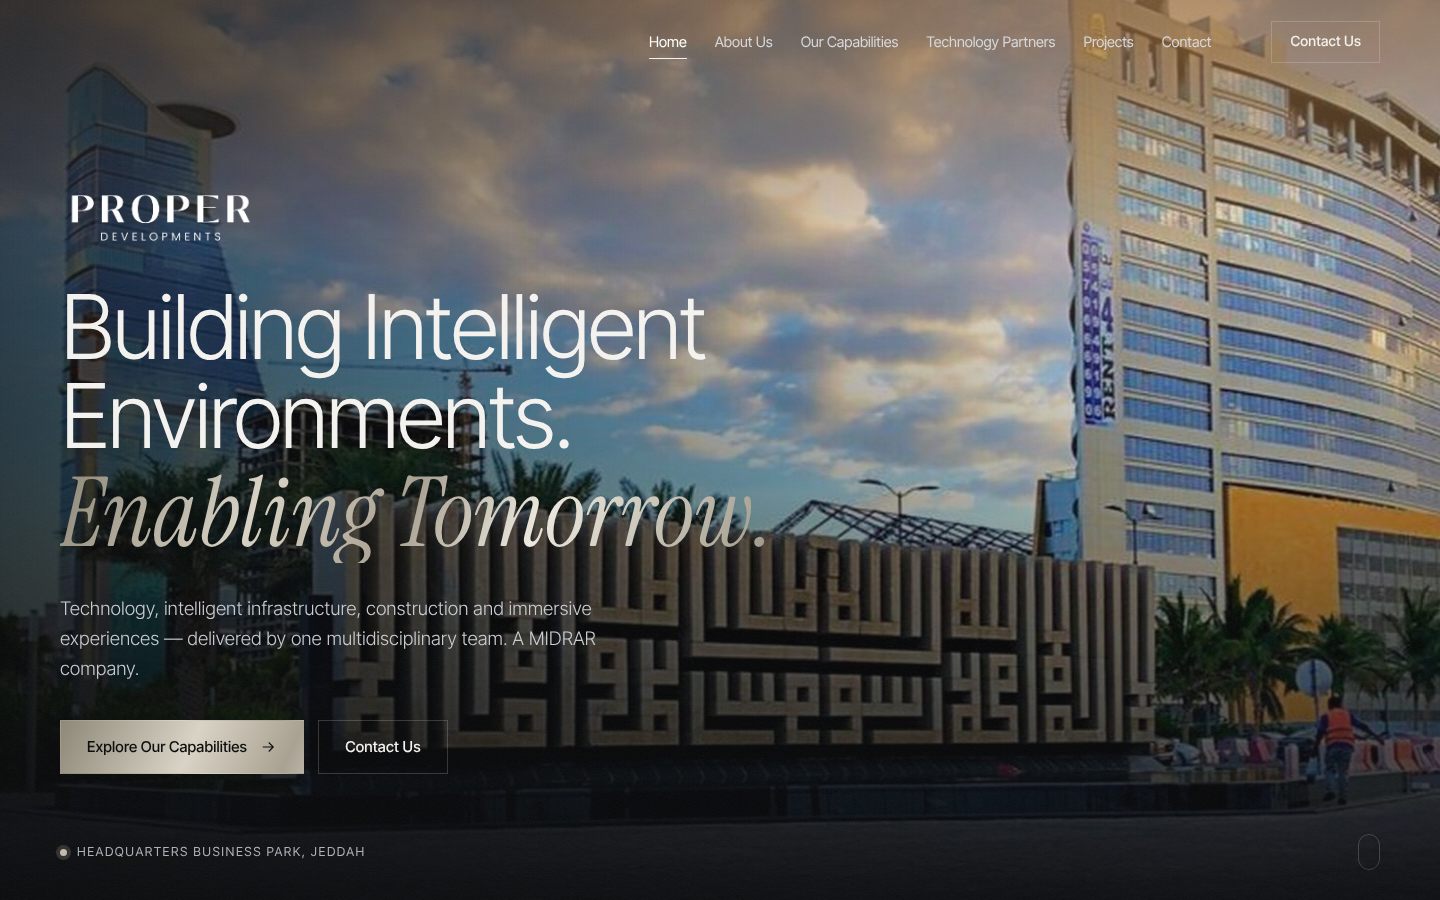 Home About Us Our Capabilities Technology Partners Projects Contact Contact Us
PROPER
DEVELOPMENTS
Building Intelligent
Environments.
Enabling Tomorrow.
Technology, intelligent infrastructure, construction and immersive
experiences — delivered by one multidisciplinary team. A MIDRAR
company.
Explore Our Capabilities → Contact Us
HEADQUARTERS BUSINESS PARK, JEDDAH
4 RENT